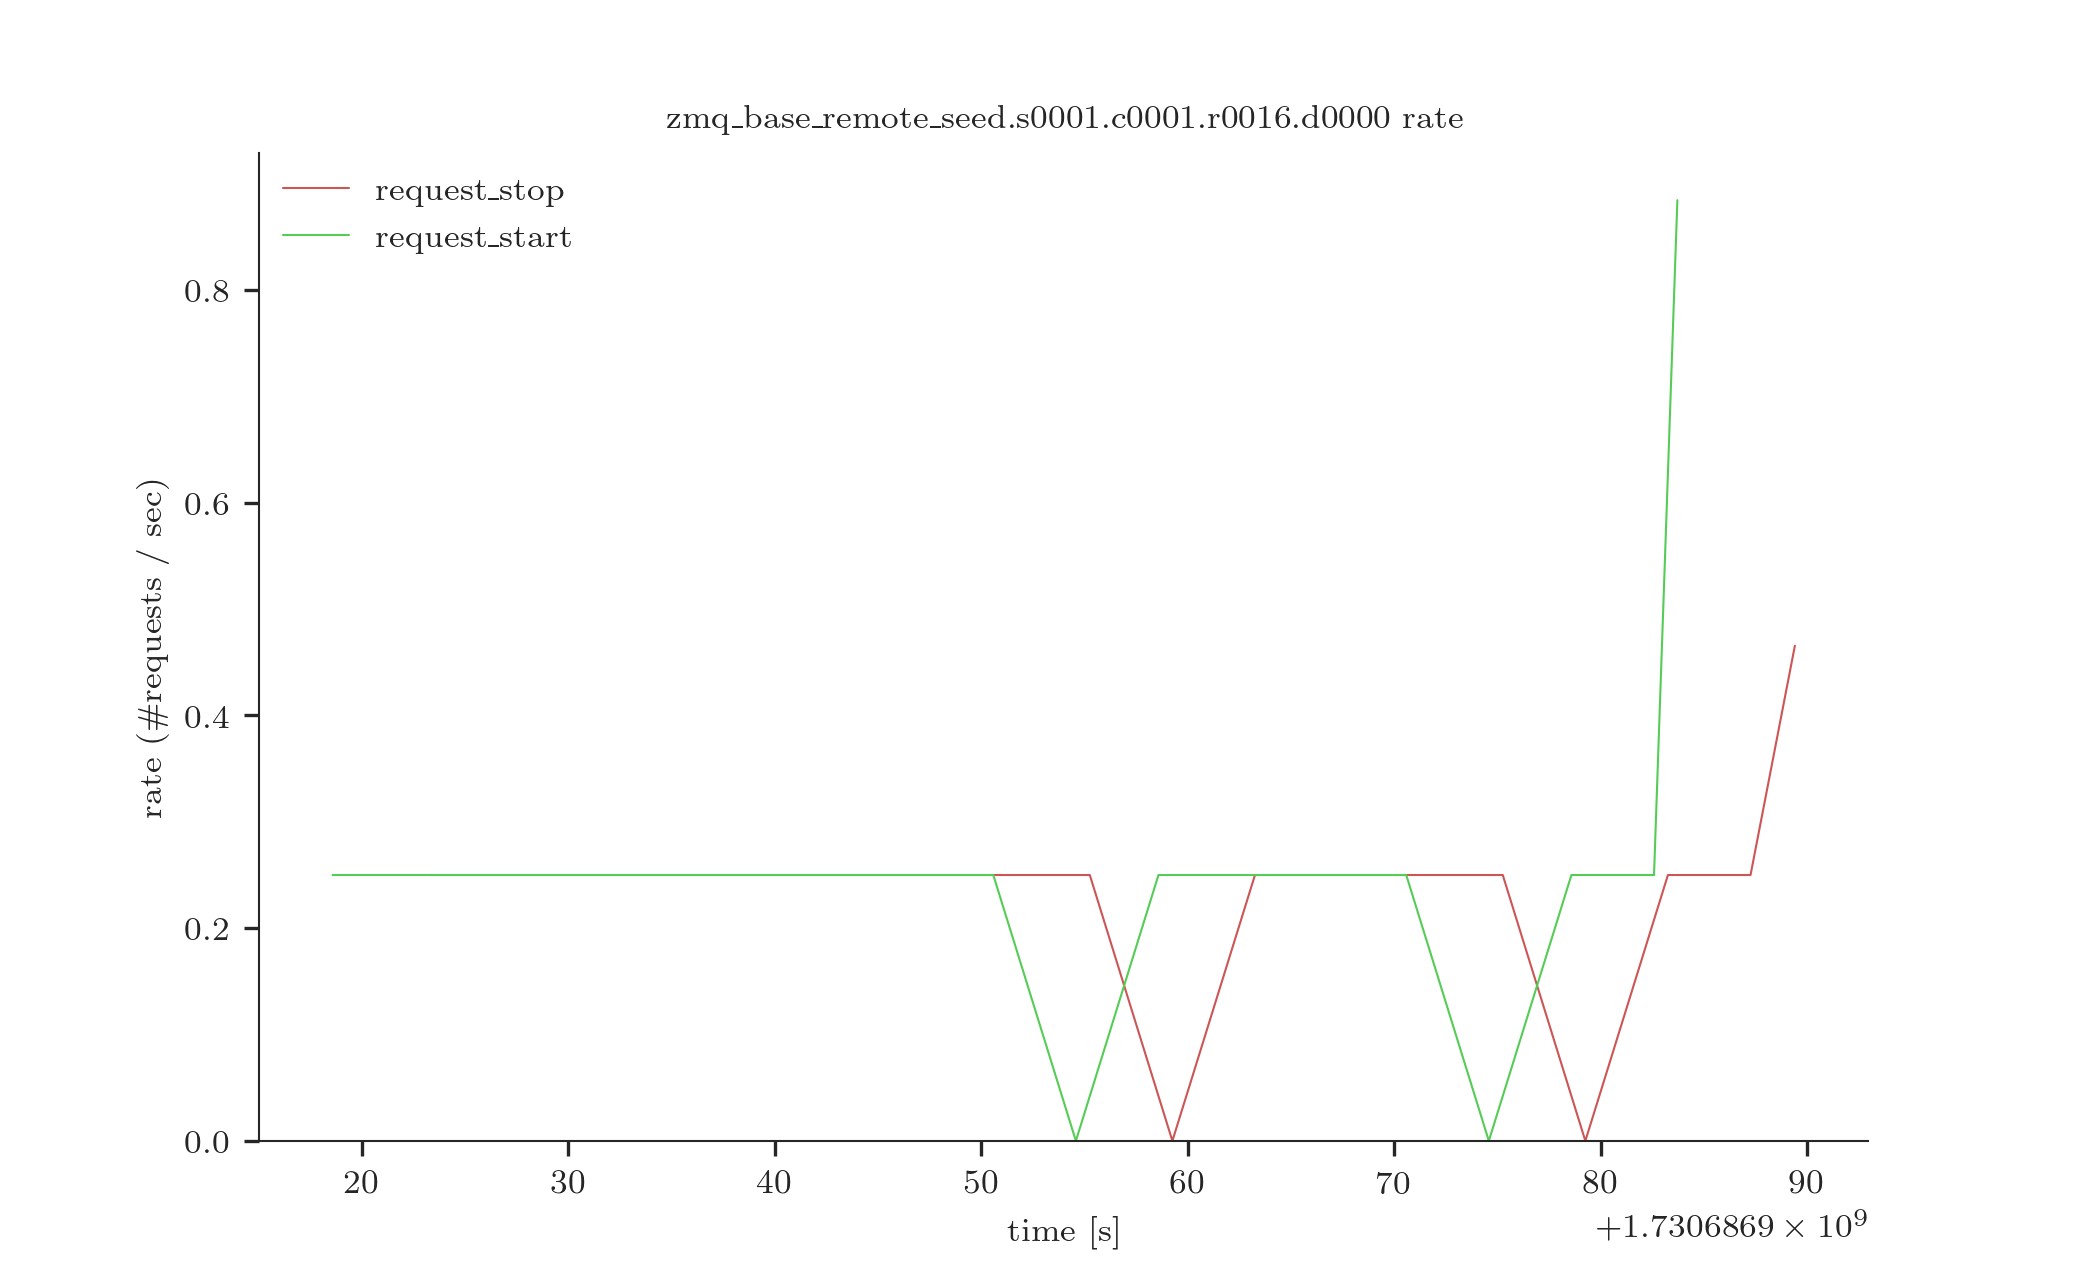 zmq_base_remote_seed.s0001.c0001.r0016.d0000 rate
request_stop
request_start
rate (#requests / sec)
0.8
0.6
0.4
0.2
0.0
20 30 40 50 60 70 80 90
time [s]
+1.7306869 × 10⁹